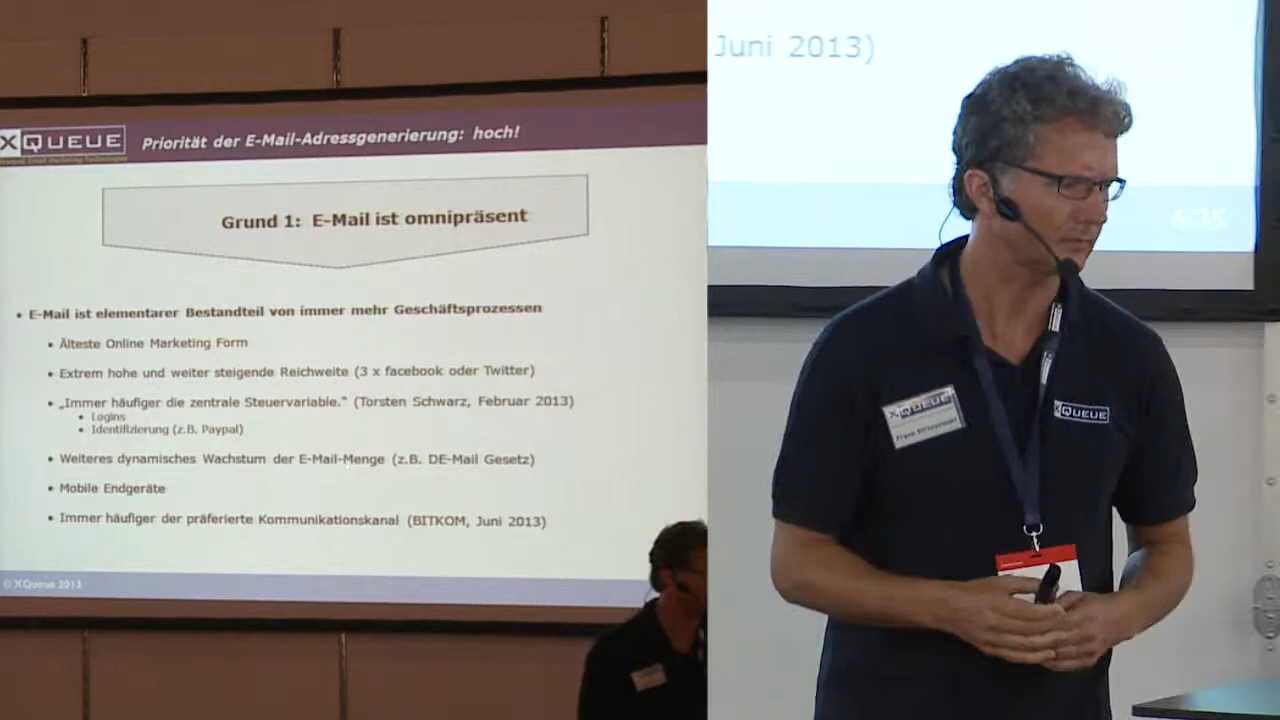 XQUEUE
Priorität der E-Mail-Adressgenerierung: hoch!
Grund 1: E-Mail ist omnipräsent
• E-Mail ist elementarer Bestandteil von immer mehr Geschäftsprozessen
• Älteste Online Marketing Form
• Extrem hohe und weiter steigende Reichweite (3 x facebook oder Twitter)
• „Immer häufiger die zentrale Steuervariable.“ (Torsten Schwarz, Februar 2013)
• Logins
• Identifizierung (z.B. Paypal)
• Weiteres dynamisches Wachstum der E-Mail-Menge (z.B. DE-Mail Gesetz)
• Mobile Endgeräte
• Immer häufiger der präferierte Kommunikationskanal (BITKOM, Juni 2013)
© XQueue 2013
Juni 2013)
6/35
XQUEUE
Frank
XQUEUE